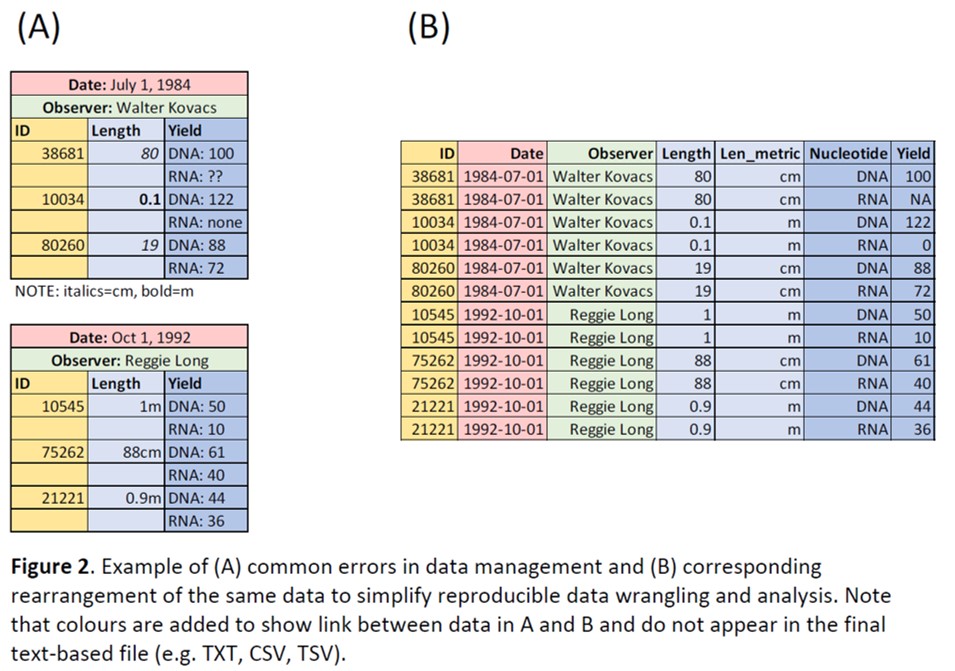 (A)
Date: July 1, 1984
Observer: Walter Kovacs
ID Length Yield
38681 80 DNA: 100
RNA: ??
10034 0.1 DNA: 122
RNA: none
80260 19 DNA: 88
RNA: 72
NOTE: italics=cm, bold=m
Date: Oct 1, 1992
Observer: Reggie Long
ID Length Yield
10545 1m DNA: 50
RNA: 10
75262 88cm DNA: 61
RNA: 40
21221 0.9m DNA: 44
RNA: 36
(B)
ID Date Observer Length Len_metric Nucleotide Yield
38681 1984-07-01 Walter Kovacs 80 cm DNA 100
38681 1984-07-01 Walter Kovacs 80 cm RNA NA
10034 1984-07-01 Walter Kovacs 0.1 m DNA 122
10034 1984-07-01 Walter Kovacs 0.1 m RNA 0
80260 1984-07-01 Walter Kovacs 19 cm DNA 88
80260 1984-07-01 Walter Kovacs 19 cm RNA 72
10545 1992-10-01 Reggie Long 1 m DNA 50
10545 1992-10-01 Reggie Long 1 m RNA 10
75262 1992-10-01 Reggie Long 88 cm DNA 61
75262 1992-10-01 Reggie Long 88 cm RNA 40
21221 1992-10-01 Reggie Long 0.9 m DNA 44
21221 1992-10-01 Reggie Long 0.9 m RNA 36
Figure 2. Example of (A) common errors in data management and (B) corresponding
rearrangement of the same data to simplify reproducible data wrangling and analysis. Note
that colours are added to show link between data in A and B and do not appear in the final
text-based file (e.g. TXT, CSV, TSV).